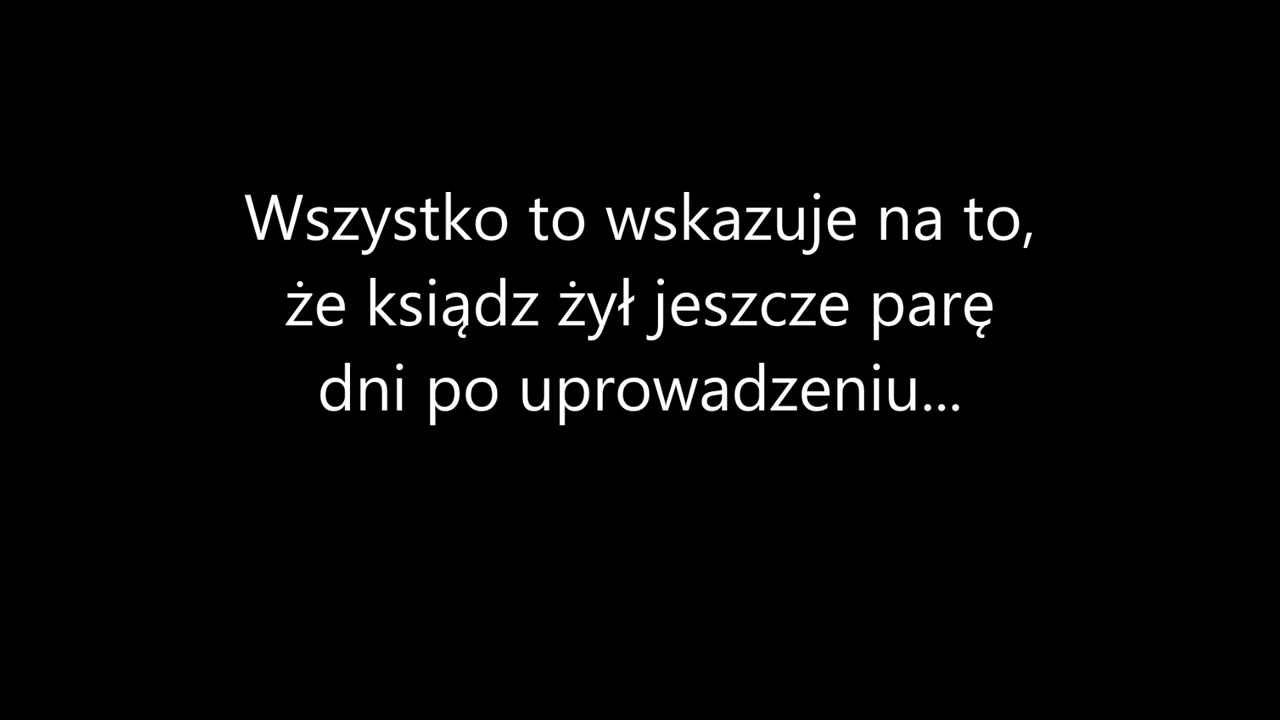 Wszystko to wskazuje na to,
że ksiądz żył jeszcze parę
dni po uprowadzeniu...